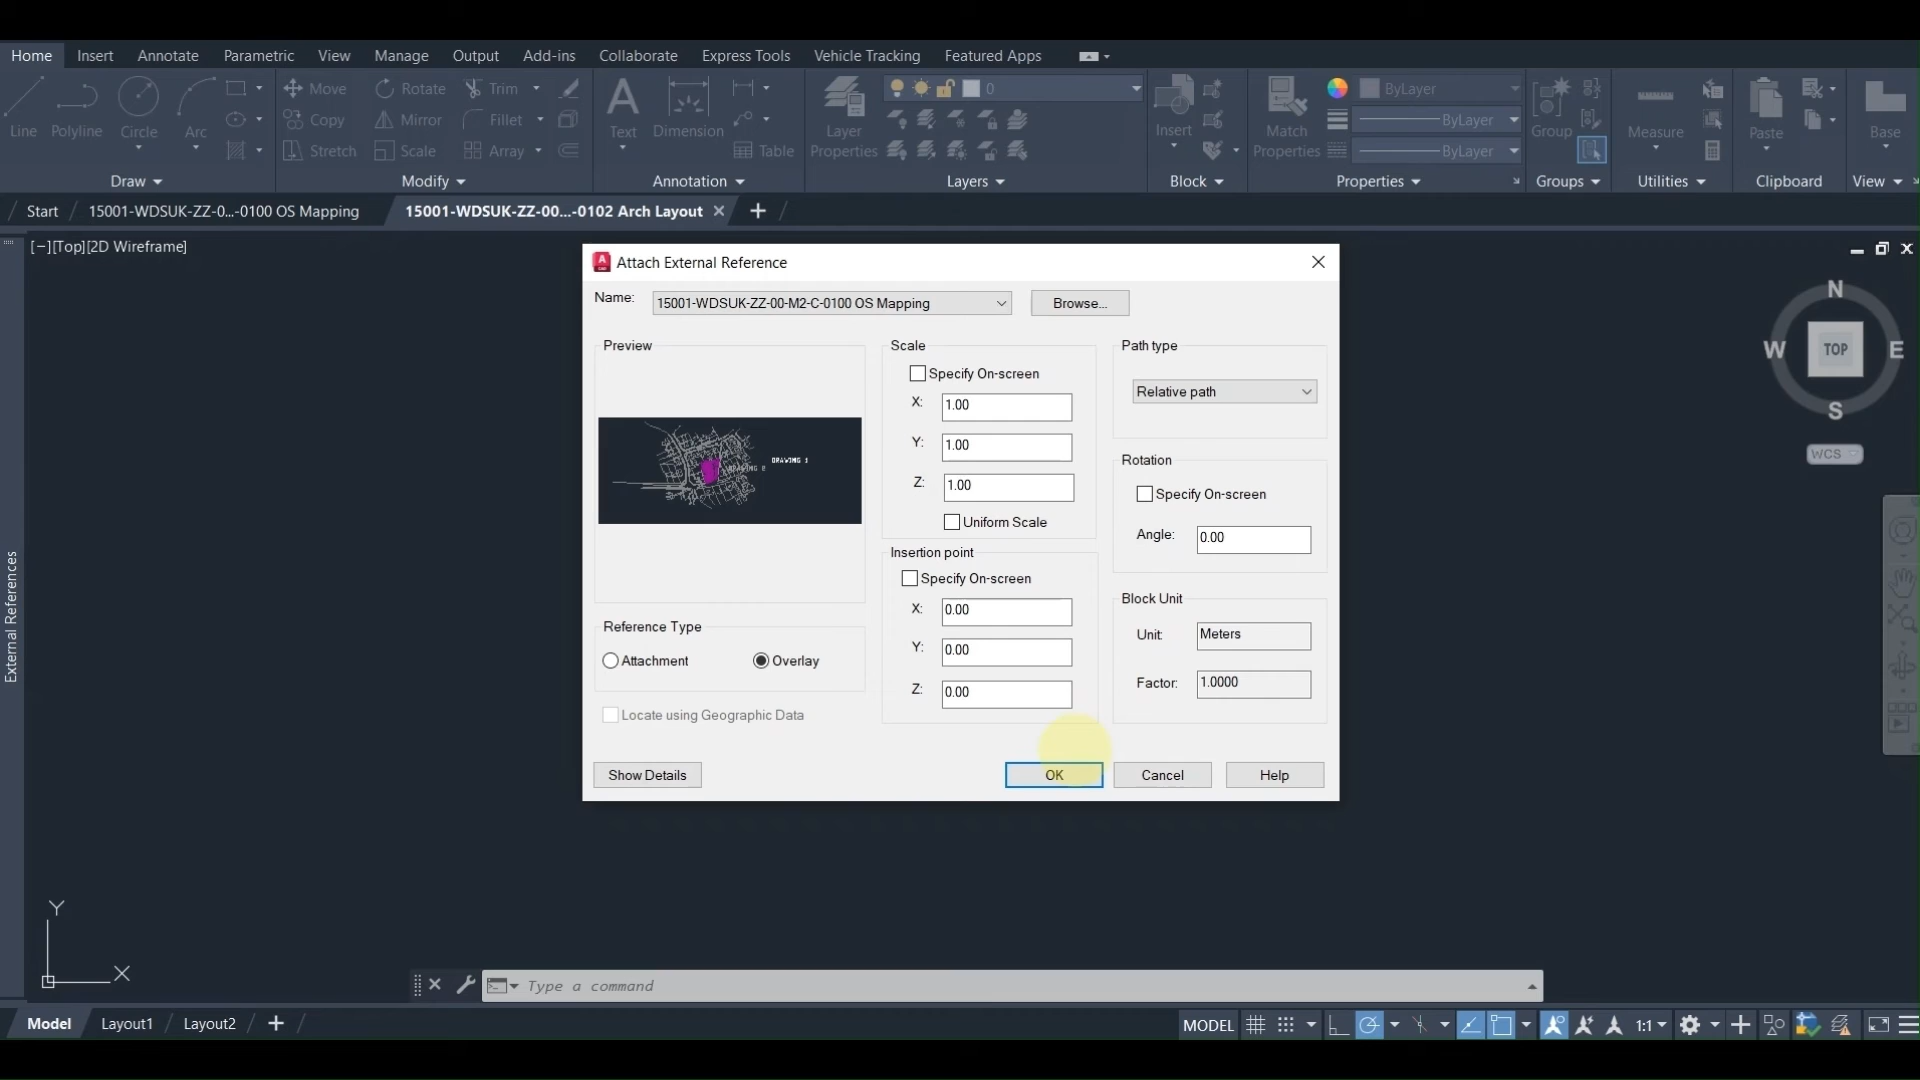 Home Insert Annotate Parametric View Manage Output Add-ins Collaborate Express Tools Vehicle Tracking Featured Apps
Move Rotate Trim 0 ByLayer
Line Polyline Circle Arc Copy Mirror Fillet Text Dimension Layer Properties Insert Match Properties ByLayer Group Measure Paste Base
Stretch Scale Array Table ByLayer
Draw Modify Annotation Layers Block Properties Groups Utilities Clipboard View
Start 15001-WDSUK-ZZ-0...-0100 OS Mapping 15001-WDSUK-ZZ-00...-0102 Arch Layout
[−][Top][2D Wireframe]
Attach External Reference
Name: 15001-WDSUK-ZZ-00-M2-C-0100 OS Mapping Browse...
Preview
DRAWING 1
DRAWING 2
Reference Type
Attachment Overlay
Locate using Geographic Data
Scale
Specify On-screen
X: 1.00
Y: 1.00
Z: 1.00
Uniform Scale
Insertion point
Specify On-screen
X: 0.00
Y: 0.00
Z: 0.00
Path type
Relative path
Rotation
Specify On-screen
Angle: 0.00
Block Unit
Unit: Meters
Factor: 1.0000
Show Details OK Cancel Help
N
W TOP E
S
WCS
External References
Y
X
Type a command
Model Layout1 Layout2 MODEL 1:1